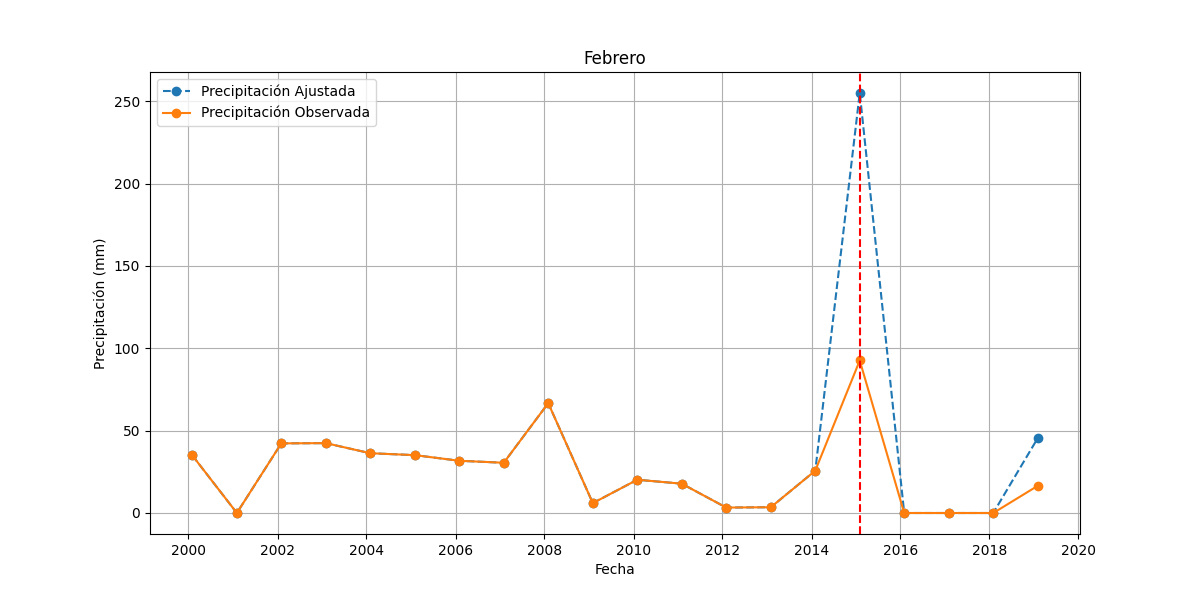 Febrero
Precipitación Ajustada
Precipitación Observada
Precipitación (mm)
250
200
150
100
50
0
2000 2002 2004 2006 2008 2010 2012 2014 2016 2018 2020
Fecha